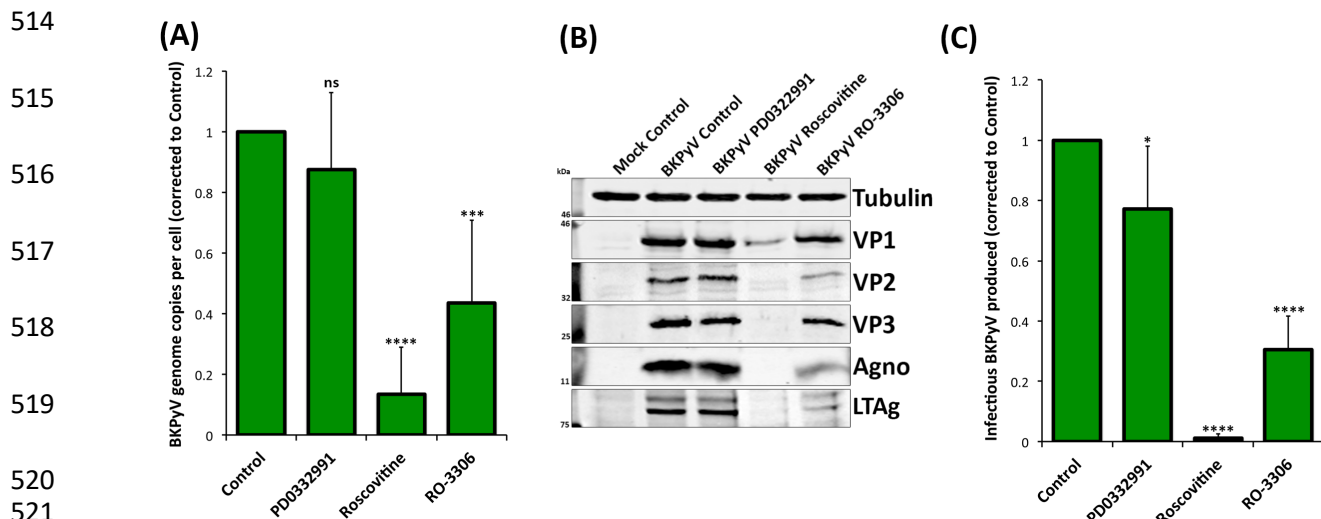 514
515
516
517
518
519
520
521
(A)
BKPyV genome copies per cell (corrected to Control)
1.2
1
0.8
0.6
0.4
0.2
0
ns
****
***
Control
PD0332991
Roscovitine
RO-3306
(B)
Mock Control
BKPyV Control
BKPyV PD0322991
BKPyV Roscovitine
BKPyV RO-3306
kDa
46
Tubulin
46
VP1
VP2
32
VP3
25
Agno
11
LTAg
75
(C)
Infectious BKPyV produced (corrected to Control)
1.2
1
0.8
0.6
0.4
0.2
0
*
****
****
Control
PD0332991
Roscovitine
RO-3306